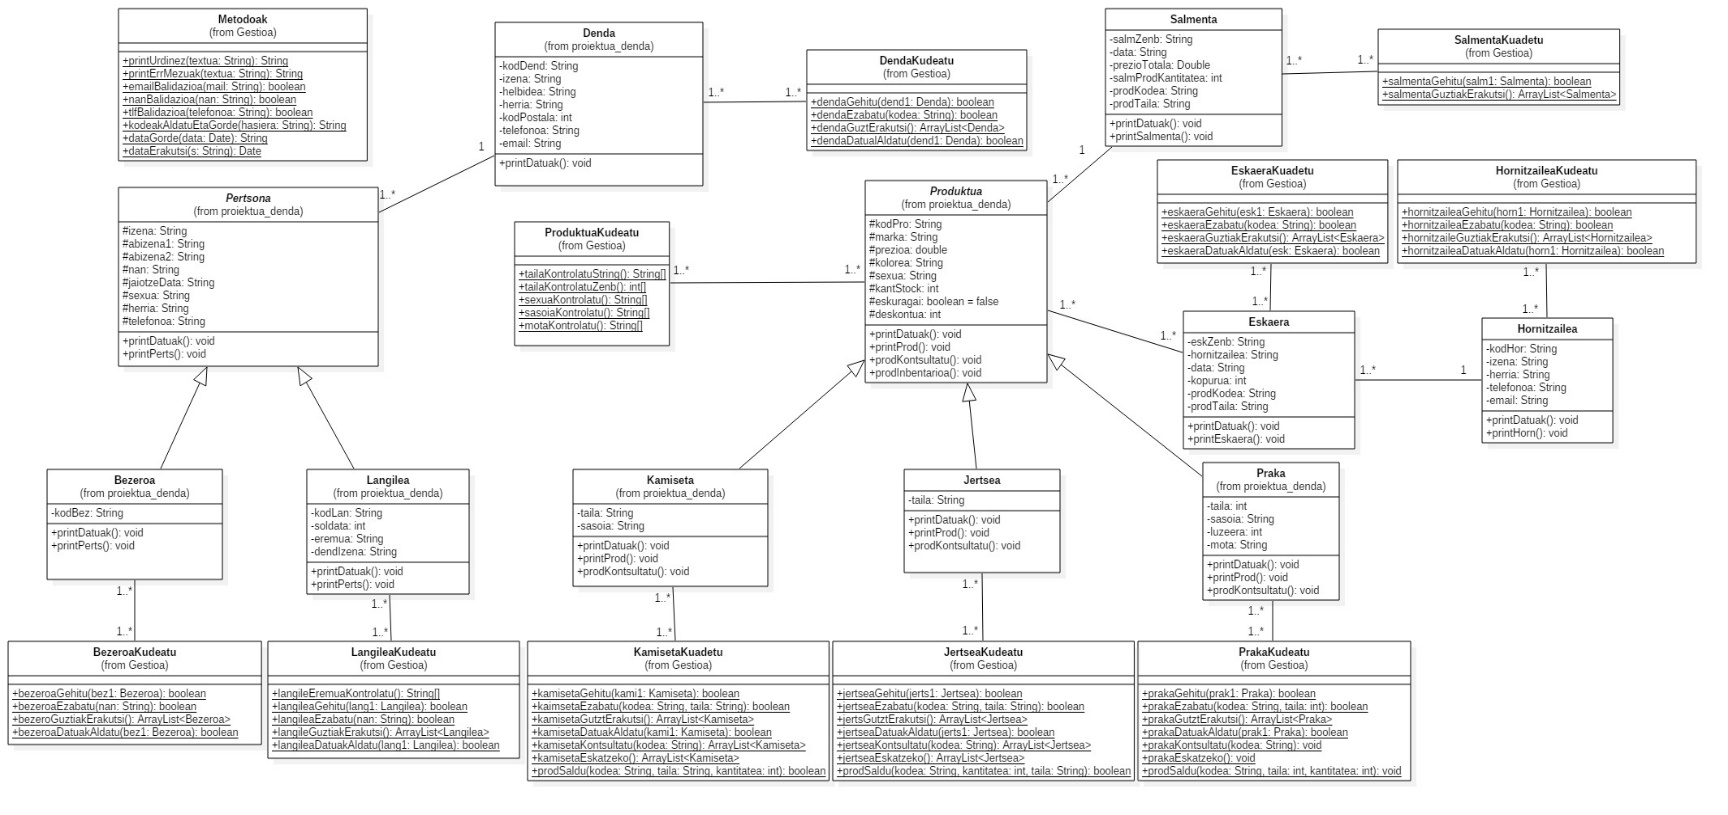 Metodoak
(from Gestioa)
+printUrdinez(textua: String): String
+printErrMezuak(textua: String): String
+emailBalidazioa(mail: String): boolean
+nanBalidazioa(nan: String): boolean
+tlfBalidazioa(telefonoa: String): boolean
+kodeakAldatuEtaGorde(hasiera: String): String
+dataGorde(data: Date): String
+dataErakutsi(s: String): Date
Denda
(from proiektua_denda)
-kodDend: String
-izena: String
-helbidea: String
-herria: String
-kodPostala: int
-telefonoa: String
-email: String
+printDatuak(): void
1..*
1..*
DendaKudeatu
(from Gestioa)
+dendaGehitu(dend1: Denda): boolean
+dendaEzabatu(kodea: String): boolean
+dendaGuztErakutsi(): ArrayList<Denda>
+dendaDatualAldatu(dend1: Denda): boolean
Salmenta
-salmZenb: String
-data: String
-prezioTotala: Double
-salmProdKantitatea: int
-prodKodea: String
-prodTaila: String
+printDatuak(): void
+printSalmenta(): void
1..*
1..*
SalmentaKuadetu
(from Gestioa)
+salmentaGehitu(salm1: Salmenta): boolean
+salmentaGuztiakErakutsi(): ArrayList<Salmenta>
1
1..*
1
1..*
Pertsona
(from proiektua_denda)
#izena: String
#abizena1: String
#abizena2: String
#nan: String
#jaiotzeData: String
#sexua: String
#herria: String
#telefonoa: String
+printDatuak(): void
+printPerts(): void
ProduktuaKudeatu
(from Gestioa)
+tailaKontrolatuString(): String[]
+tailaKontrolatuZenb(): int[]
+sexuaKontrolatu(): String[]
+sasoiaKontrolatu(): String[]
+motaKontrolatu(): String[]
1..*
1..*
Produktua
(from proiektua_denda)
#kodPro: String
#marka: String
#prezioa: double
#kolorea: String
#sexua: String
#kantStock: int
#eskuragai: boolean = false
#deskontua: int
+printDatuak(): void
+printProd(): void
+prodKontsultatu(): void
+prodInbentarioa(): void
EskaeraKuadetu
(from Gestioa)
+eskaeraGehitu(esk1: Eskaera): boolean
+eskaeraEzabatu(kodea: String): boolean
+eskaeraGuztiakErakutsi(): ArrayList<Eskaera>
+eskaeraDatuakAldatu(esk: Eskaera): boolean
HornitzaileaKudeatu
(from Gestioa)
+hornitzaileaGehitu(horn1: Hornitzailea): boolean
+hornitzaileaEzabatu(kodea: String): boolean
+hornitzaileGuztiakErakutsi(): ArrayList<Hornitzailea>
+hornitzaileaDatuakAldatu(horn1: Hornitzailea): boolean
1..*
1..*
1..*
1..*
1..*
1..*
Eskaera
-eskZenb: String
-hornitzailea: String
-data: String
-kopurua: int
-prodKodea: String
-prodTaila: String
+printDatuak(): void
+printEskaera(): void
1..*
1
Hornitzailea
-kodHor: String
-izena: String
-herria: String
-telefonoa: String
-email: String
+printDatuak(): void
+printHorn(): void
Bezeroa
(from proiektua_denda)
-kodBez: String
+printDatuak(): void
+printPerts(): void
Langilea
(from proiektua_denda)
-kodLan: String
-soldata: int
-eremua: String
-dendIzena: String
+printDatuak(): void
+printPerts(): void
Kamiseta
(from proiektua_denda)
-taila: String
-sasoia: String
+printDatuak(): void
+printProd(): void
+prodKontsultatu(): void
Jertsea
-taila: String
+printDatuak(): void
+printProd(): void
+prodKontsultatu(): void
Praka
(from proiektua_denda)
-taila: int
-sasoia: String
-luzeera: int
-mota: String
+printDatuak(): void
+printProd(): void
+prodKontsultatu(): void
1..*
1..*
1..*
1..*
1..*
1..*
1..*
1..*
1..*
1..*
BezeroaKudeatu
(from Gestioa)
+bezeroaGehitu(bez1: Bezeroa): boolean
+bezeroaEzabatu(nan: String): boolean
+bezeroGuztiakErakutsi(): ArrayList<Bezeroa>
+bezeroaDatuakAldatu(bez1: Bezeroa): boolean
LangileaKudeatu
(from Gestioa)
+langileEremuaKontrolatu(): String[]
+langileaGehitu(lang1: Langilea): boolean
+langileaEzabatu(nan: String): boolean
+langileGuztiakErakutsi(): ArrayList<Langilea>
+langileaDatuakAldatu(lang1: Langilea): boolean
KamisetaKuadetu
(from Gestioa)
+kamisetaGehitu(kami1: Kamiseta): boolean
+kaimsetaEzabatu(kodea: String, taila: String): boolean
+kamisetaGutztErakutsi(): ArrayList<Kamiseta>
+kamisetaDatuakAldatu(kami1: Kamiseta): boolean
+kamisetaKontsultatu(kodea: String): ArrayList<Kamiseta>
+kamisetaEskatzeko(): ArrayList<Kamiseta>
+prodSaldu(kodea: String, taila: String, kantitatea: int): boolean
JertseaKudeatu
(from Gestioa)
+jertseaGehitu(jerts1: Jertsea): boolean
+jertseaEzabatu(kodea: String, taila: String): boolean
+jertsGutztErakutsi(): ArrayList<Jertsea>
+jertseaDatuakAldatu(jerts1: Jertsea): boolean
+jertseaKontsultatu(kodea: String): ArrayList<Jertsea>
+jertseaEskatzeko(): ArrayList<Jertsea>
+prodSaldu(kodea: String, kantitatea: int, taila: String): boolean
PrakaKudeatu
(from Gestioa)
+prakaGehitu(prak1: Praka): boolean
+prakaEzabatu(kodea: String, taila: int): boolean
+prakaGutztErakutsi(): ArrayList<Praka>
+prakaDatuakAldatu(prak1: Praka): boolean
+prakaKontsultatu(kodea: String): void
+prakaEskatzeko(): void
+prodSaldu(kodea: String, taila: int, kantitatea: int): void